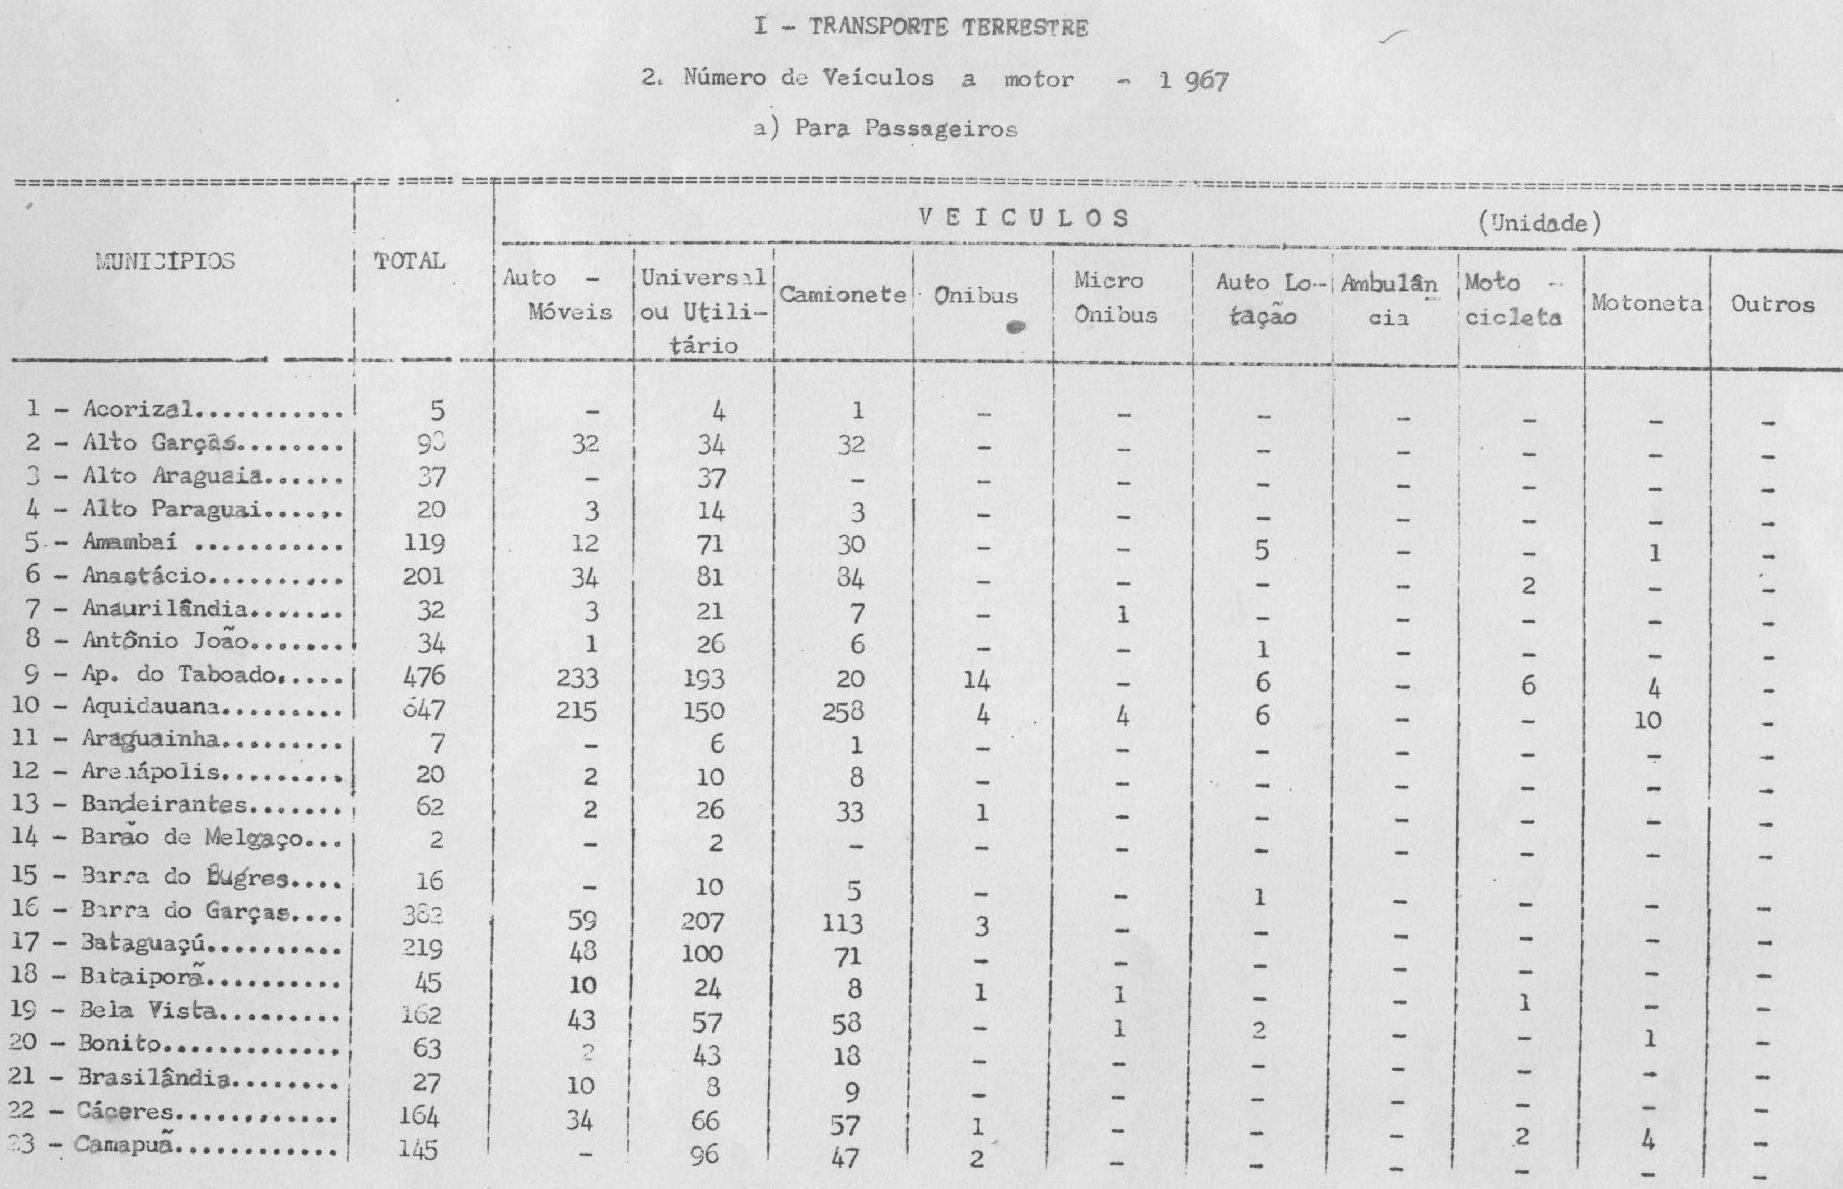 I - TRANSPORTE TERRESTRE
2. Número de Veículos a motor - 1 967
a) Para Passageiros
MUNICÍPIOS TOTAL VEICULOS (Unidade)
Auto - Móveis Universal ou Utilitário Camionete Onibus Micro Onibus Auto Lotação Ambulância Moto - cicleta Motoneta Outros
1 - Acorizal........... 5 - 4 1 - - - - - - -
2 - Alto Garças........ 98 32 34 32 - - - - - - -
3 - Alto Araguaia...... 37 - 37 - - - - - - - -
4 - Alto Paraguai...... 20 3 14 3 - - - - - - -
5 - Amambaí ........... 119 12 71 30 - - 5 - - 1 -
6 - Anastácio.......... 201 34 81 84 - - - - 2 - -
7 - Anaurilândia....... 32 3 21 7 - 1 - - - - -
8 - Antônio João....... 34 1 26 6 - - 1 - - - -
9 - Ap. do Taboado..... 476 233 193 20 14 - 6 - 6 4 -
10 - Aquidauana......... 647 215 150 258 4 4 6 - - 10 -
11 - Araguainha......... 7 - 6 1 - - - - - - -
12 - Arenápolis......... 20 2 10 8 - - - - - - -
13 - Bandeirantes....... 62 2 26 33 1 - - - - - -
14 - Barão de Melgaço... 2 - 2 - - - - - - - -
15 - Barra do Bugres.... 16 - 10 5 - - 1 - - - -
16 - Barra do Garças.... 382 59 207 113 3 - - - - - -
17 - Bataguaçú.......... 219 48 100 71 - - - - - - -
18 - Bataiporã.......... 45 10 24 8 1 1 - - 1 - -
19 - Bela Vista......... 162 43 57 58 - 1 2 - - 1 -
20 - Bonito............. 63 2 43 18 - - - - - - -
21 - Brasilândia........ 27 10 8 9 - - - - - - -
22 - Cáceres............ 164 34 66 57 1 - - - 2 4 -
23 - Camapuã............ 145 - 96 47 2 - - - - - -